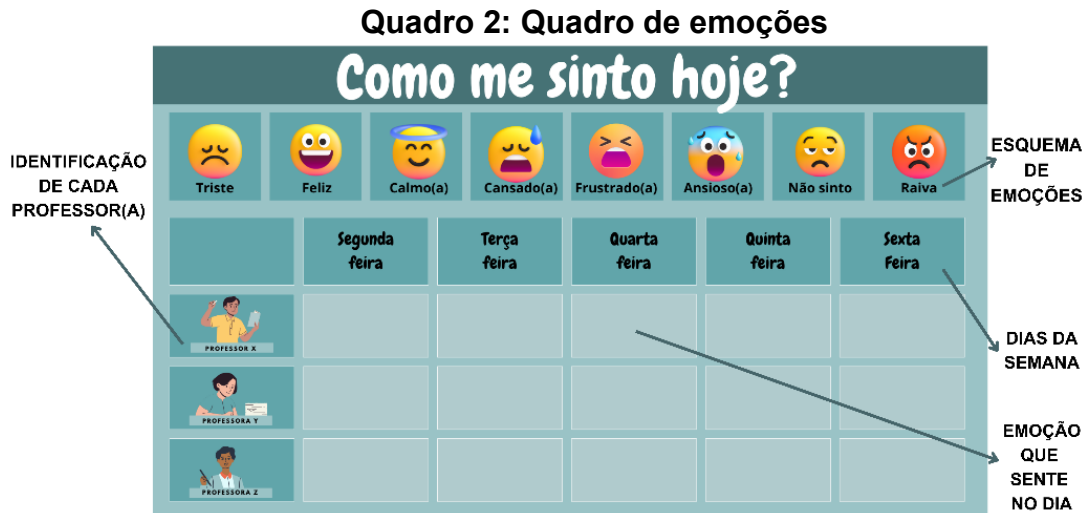 Quadro 2: Quadro de emoções
Como me sinto hoje?
IDENTIFICAÇÃO
DE CADA
PROFESSOR(A)
Triste
Feliz
Calmo(a)
Cansado(a)
Frustrado(a)
Ansioso(a)
Não sinto
Raiva
ESQUEMA
DE
EMOÇÕES
Segunda
feira
Terça
feira
Quarta
feira
Quinta
feira
Sexta
Feira
PROFESSOR X
DIAS DA
SEMANA
PROFESSORA Y
EMOÇÃO
QUE
SENTE
NO DIA
PROFESSORA Z